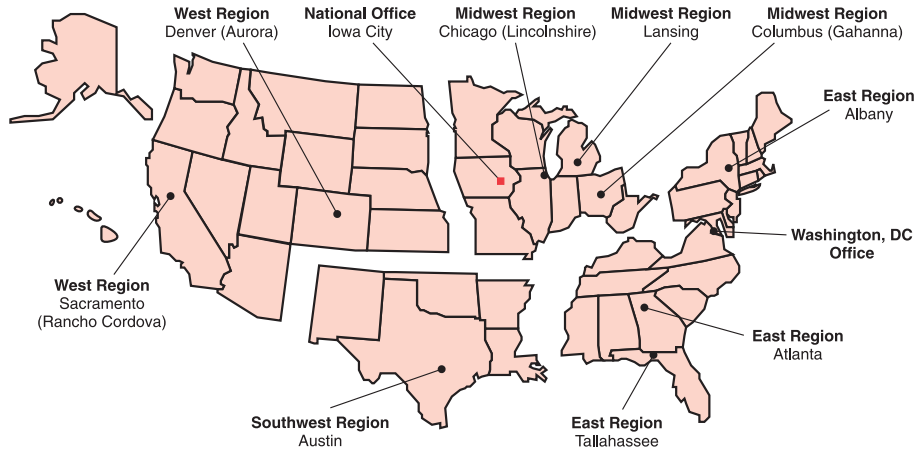 West Region
Denver (Aurora)
National Office
Iowa City
Midwest Region
Chicago (Lincolnshire)
Midwest Region
Lansing
Midwest Region
Columbus (Gahanna)
East Region
Albany
Washington, DC
Office
West Region
Sacramento
(Rancho Cordova)
East Region
Atlanta
Southwest Region
Austin
East Region
Tallahassee